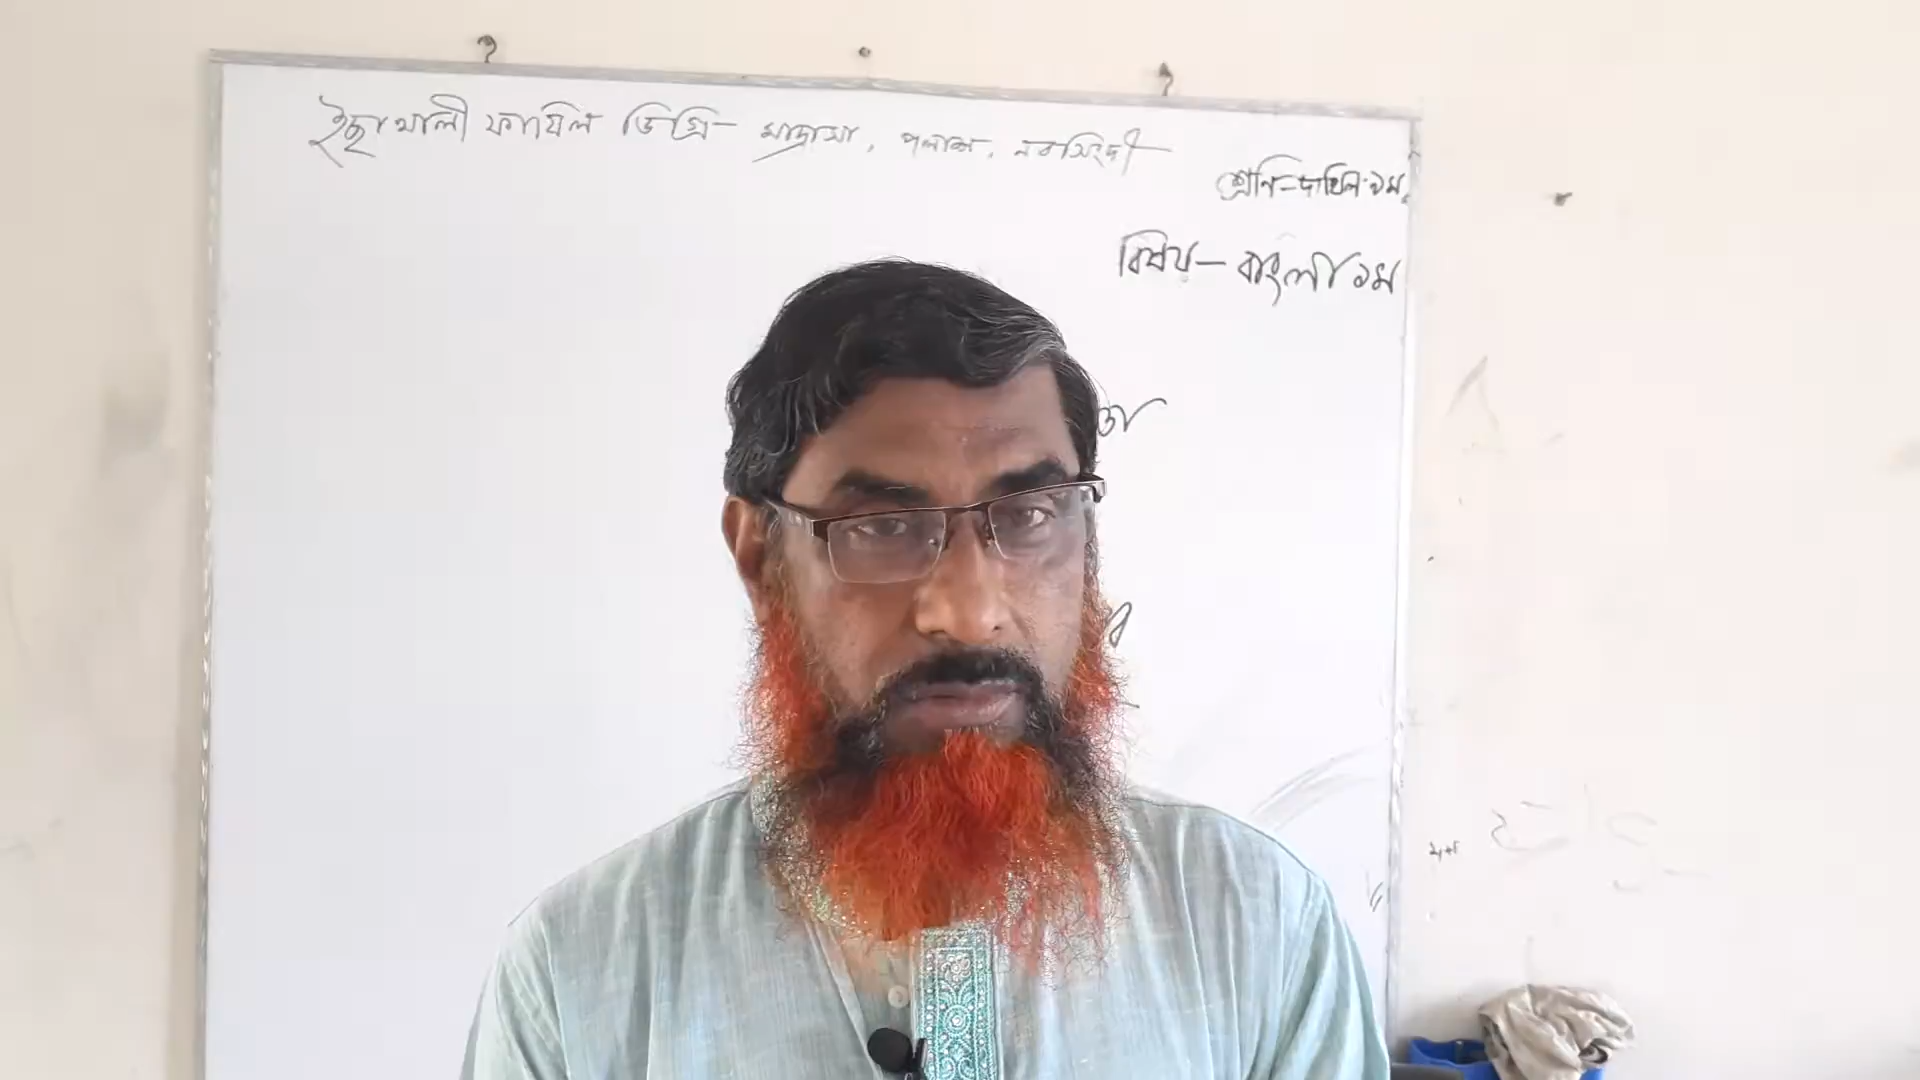 ইছাখালী ফাযিল ডিগ্রি- মাদ্রাসা, পলাশ, নরসিংদী
শ্রেণি-দাখিল ৯ম,
বিষয়- বাংলা ১ম